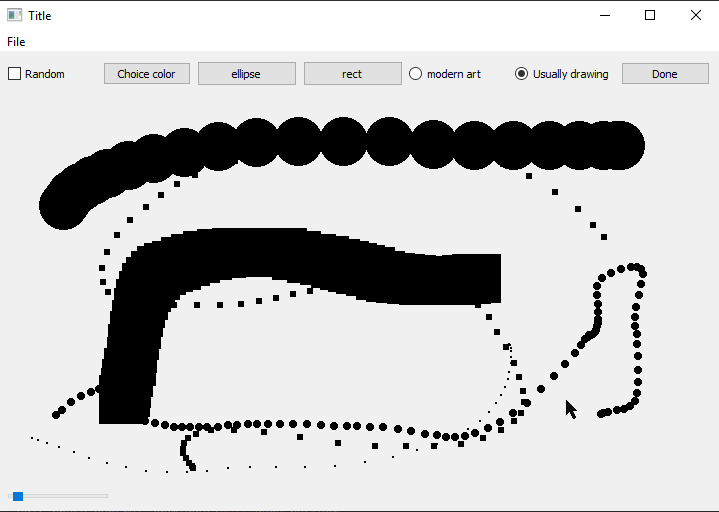 Title
File
Random Choice color ellipse rect modern art Usually drawing Done